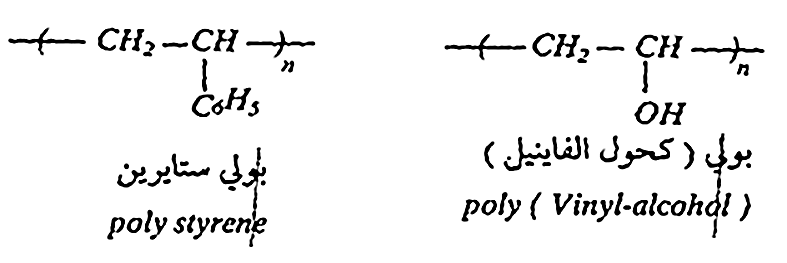 —(— CH₂ — CH —)ₙ—
C₆H₅
بولي ستايرين
poly styrene
—(— CH₂ — CH —)ₙ—
OH
بولي ( كحول الفاينيل )
poly ( Vinyl-alcohol )